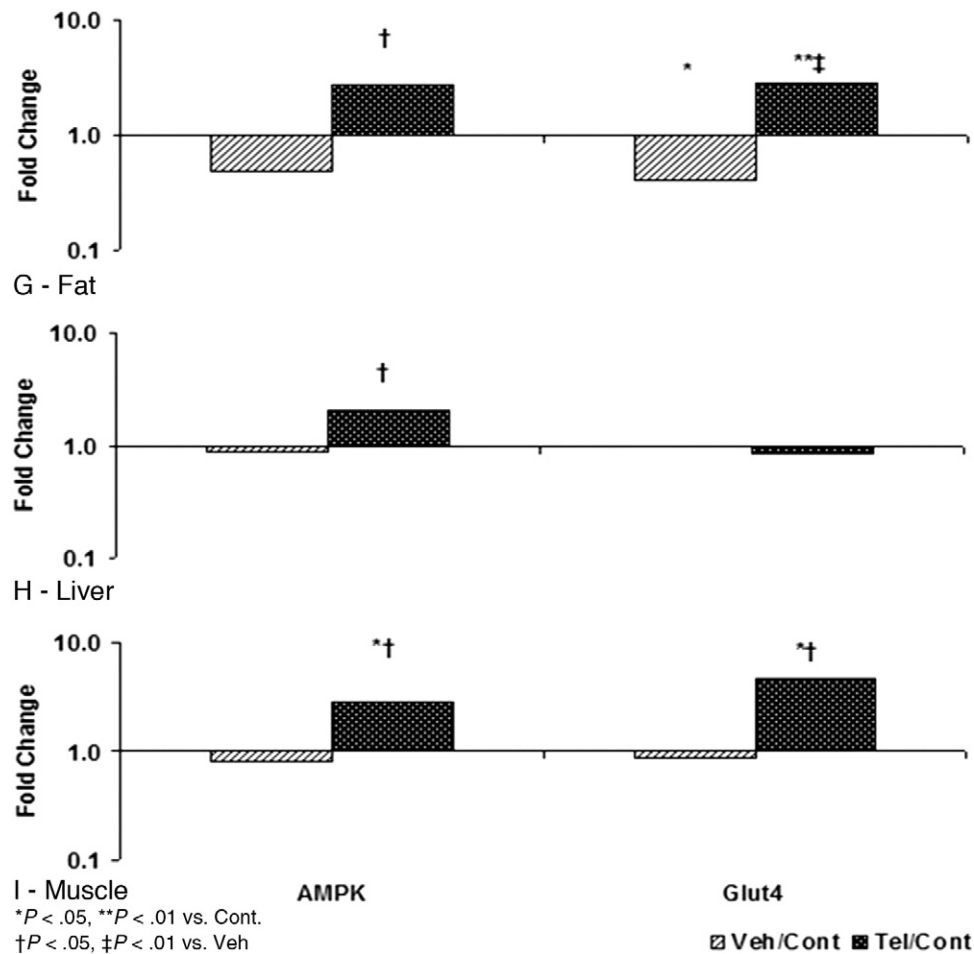 10.0
† **‡
*
Fold Change
1.0
0.1
G - Fat
10.0
†
Fold Change
1.0
0.1
H - Liver
10.0
*† *†
Fold Change
1.0
0.1
I - Muscle AMPK Glut4
*P < .05, **P < .01 vs. Cont.
†P < .05, ‡P < .01 vs. Veh
Veh/Cont Tel/Cont